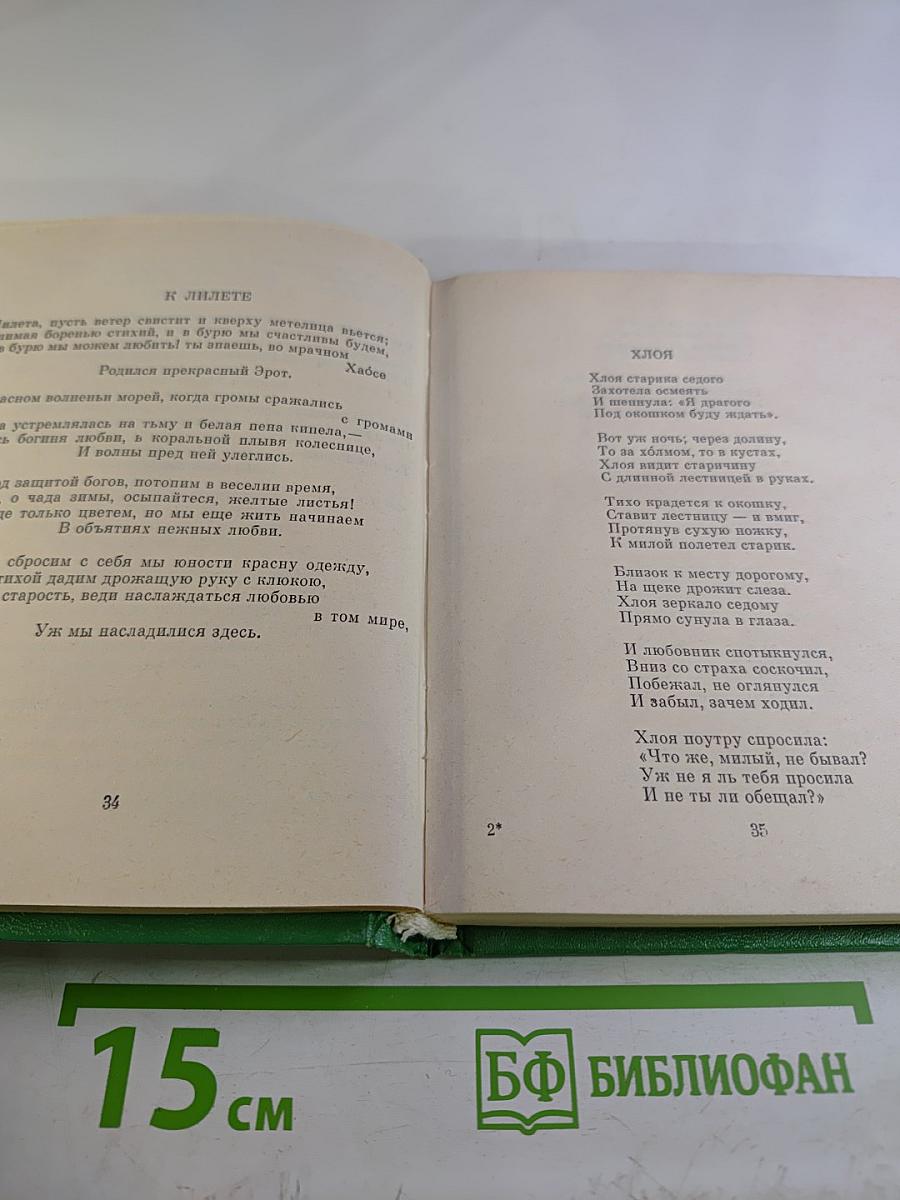 К ЛИЛЕТЕ
пусть ветер свистит и кверху метелица вьется;
боренью стихий, и в бурю мы счастливы будем,
в бурю мы можем любить! ты знаешь, во мрачном
Хао́се
Родился прекрасный Эрот.
волненьи морей, когда громы сражались
с громами
устремлялась на тьму и белая пена кипела,—
богиня любви, в коральной плывя колеснице,
И волны пред ней улеглись.
защитой богов, потопим в веселии время,
о чада зимы, осыпайтеся, желтые листья!
только цветем, но мы еще жить начинаем
В объятиях нежных любви.
сбросим с себя мы юности красну одежду,
дадим дрожащую руку с клюкою,
старость, веди наслаждаться любовью
в том мире,
Уж мы насладилися здесь.
34
ХЛОЯ
Хлоя старика седого
Захотела осмеять
И шепнула: «Я драгого
Под окошком буду ждать».
Вот уж ночь; через долину,
То за хо́лмом, то в кустах,
Хлоя видит старичину
С длинной лестницей в руках.
Тихо крадется к окошку,
Ставит лестницу — и вмиг,
Протянув сухую ножку,
К милой полетел старик.
Близок к месту дорогому,
На щеке дрожит слеза.
Хлоя зеркало седому
Прямо сунула в глаза.
И любовник спотыкнулся,
Вниз со страха соскочил,
Побежал, не оглянулся
И забыл, зачем ходил.
Хлоя поутру спросила:
«Что же, милый, не бывал?
Уж не я ль тебя просила
И не ты ли обещал?»
2*
35
15 см
БФ БИБЛИОФАН